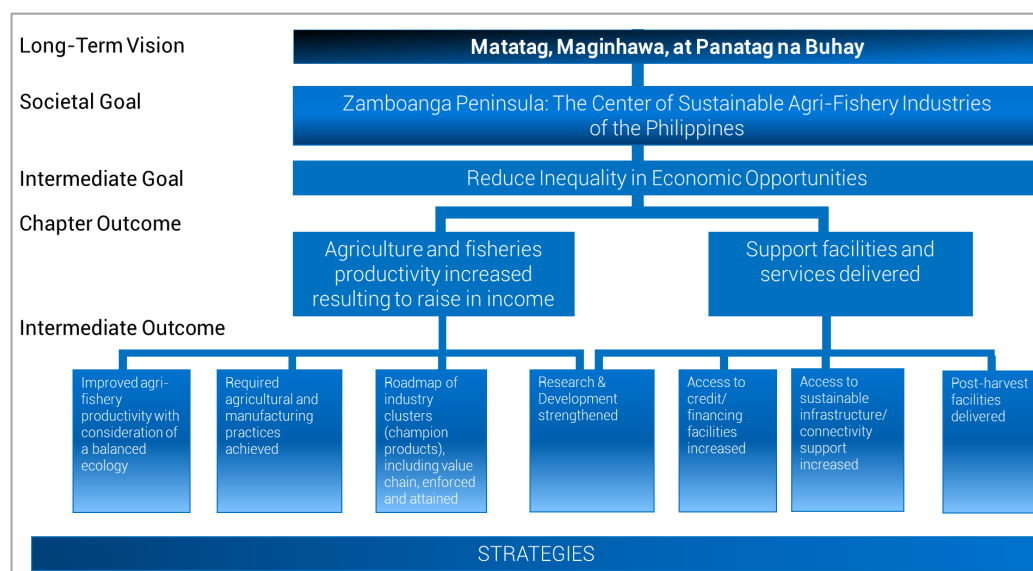 Long-Term Vision
Matatag, Maginhawa, at Panatag na Buhay
Societal Goal
Zamboanga Peninsula: The Center of Sustainable Agri-Fishery Industries
of the Philippines
Intermediate Goal
Reduce Inequality in Economic Opportunities
Chapter Outcome
Agriculture and fisheries
productivity increased
resulting to raise in income
Support facilities and
services delivered
Intermediate Outcome
Improved agri-
fishery
productivity with
consideration of
a balanced
ecology
Required
agricultural and
manufacturing
practices
achieved
Roadmap of
industry
clusters
(champion
products),
including value
chain, enforced
and attained
Research &
Development
strengthened
Access to
credit/
financing
facilities
increased
Access to
sustainable
infrastructure/
connectivity
support
increased
Post-harvest
facilities
delivered
STRATEGIES